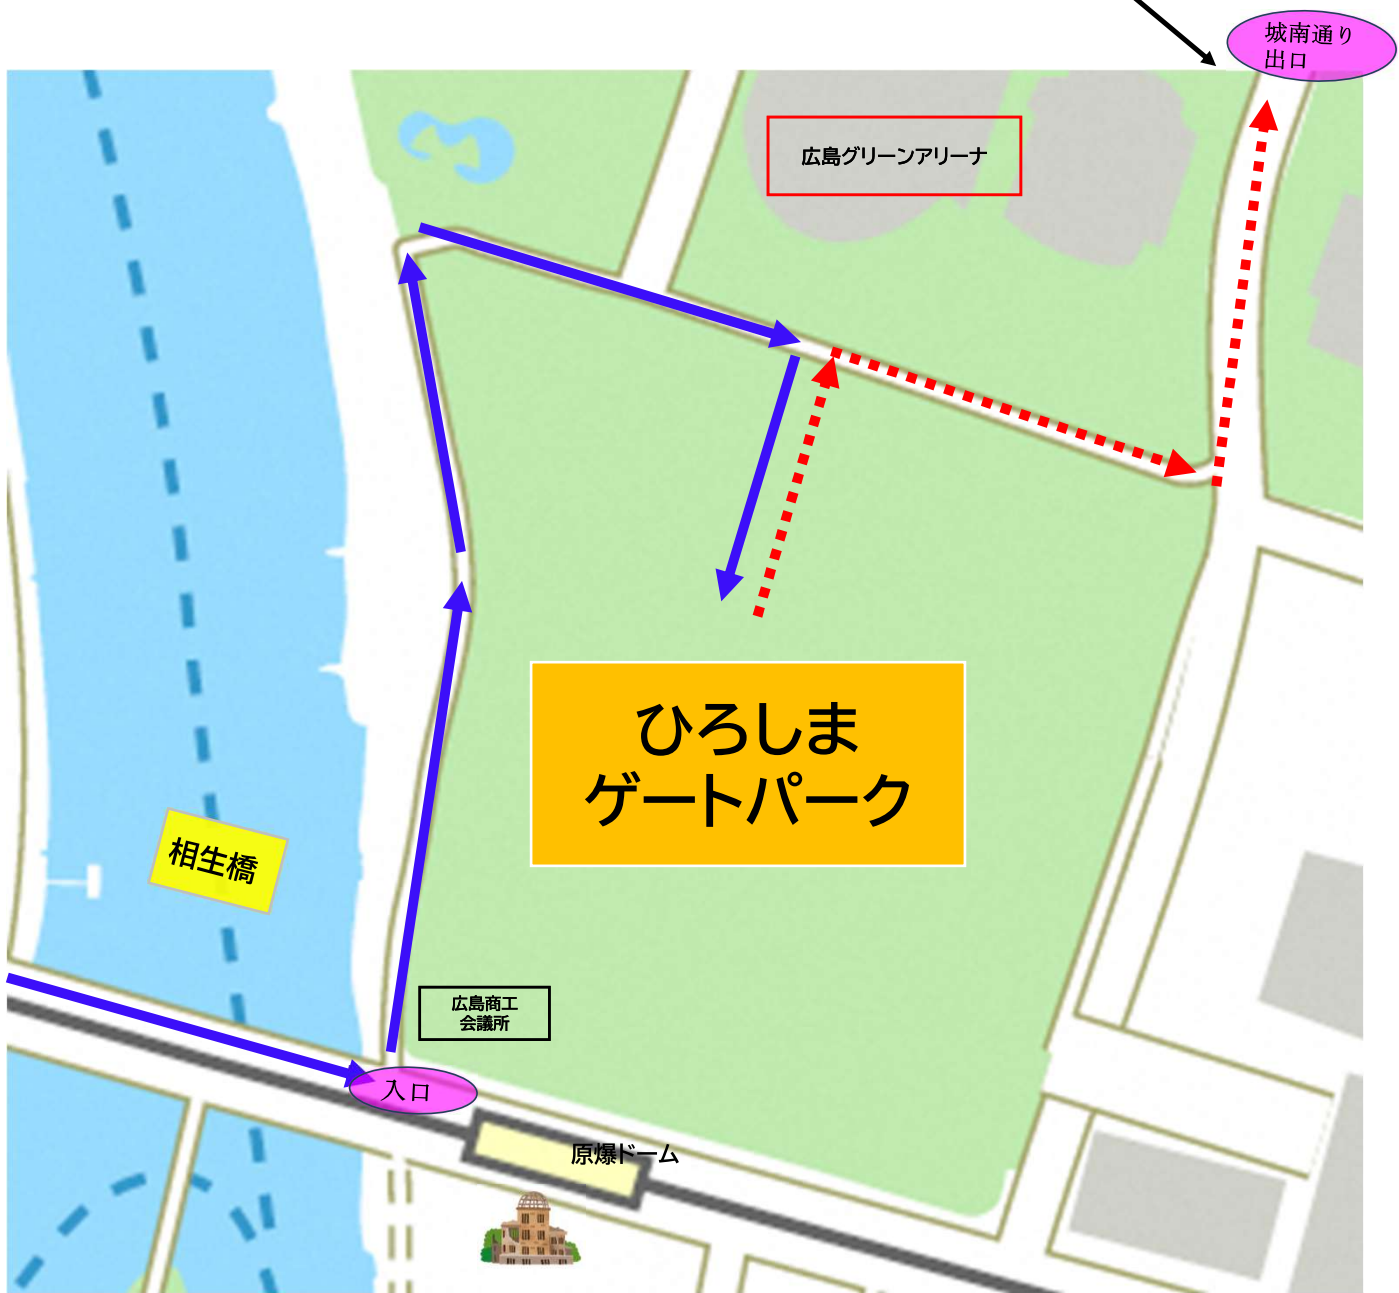 城南通り
出口
広島グリーンアリーナ
ひろしま
ゲートパーク
相生橋
広島商工
会議所
入口
原爆ドーム